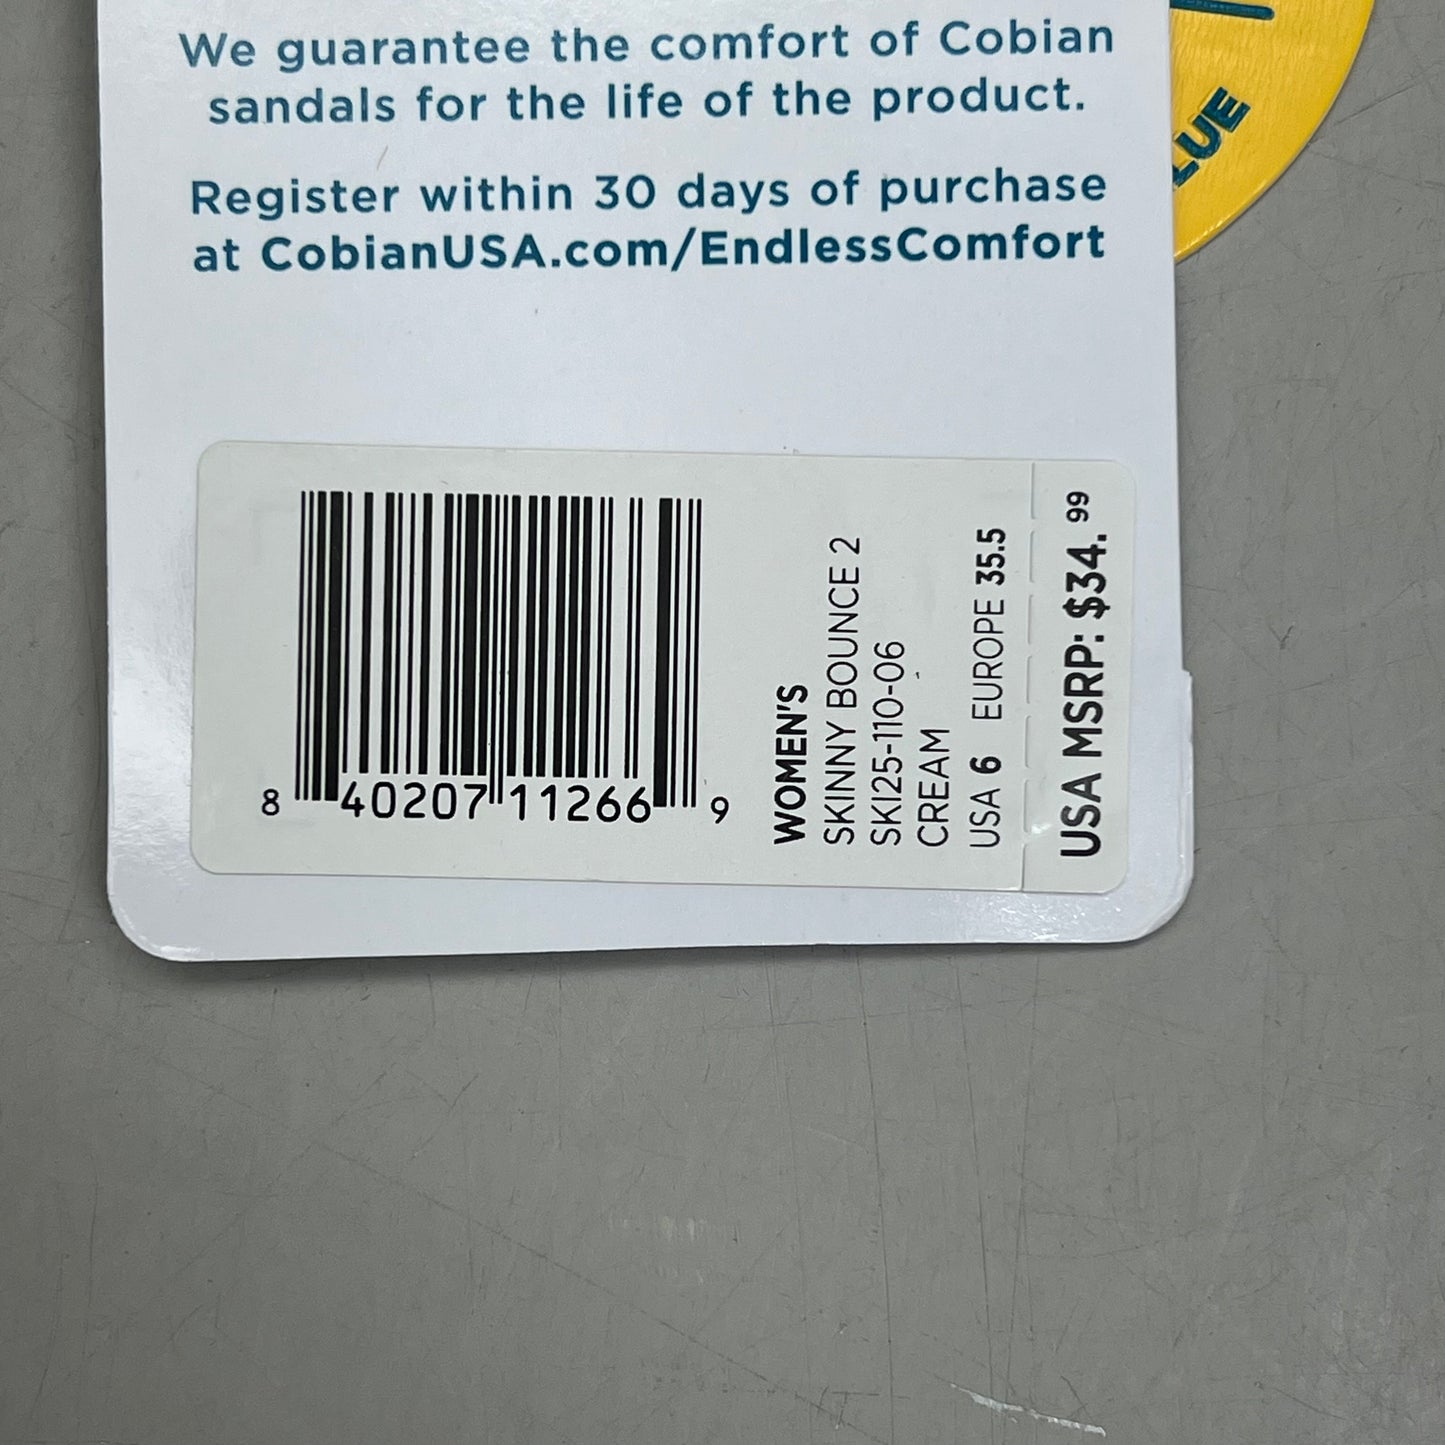 We guarantee the comfort of Cobian
sandals for the life of the product.
Register within 30 days of purchase
at CobianUSA.com/EndlessComfort
8 40207 11266 9
WOMEN'S
SKINNY BOUNCE 2
SKI25-110-06
CREAM
USA 6 EUROPE 35.5
USA MSRP: $34.99